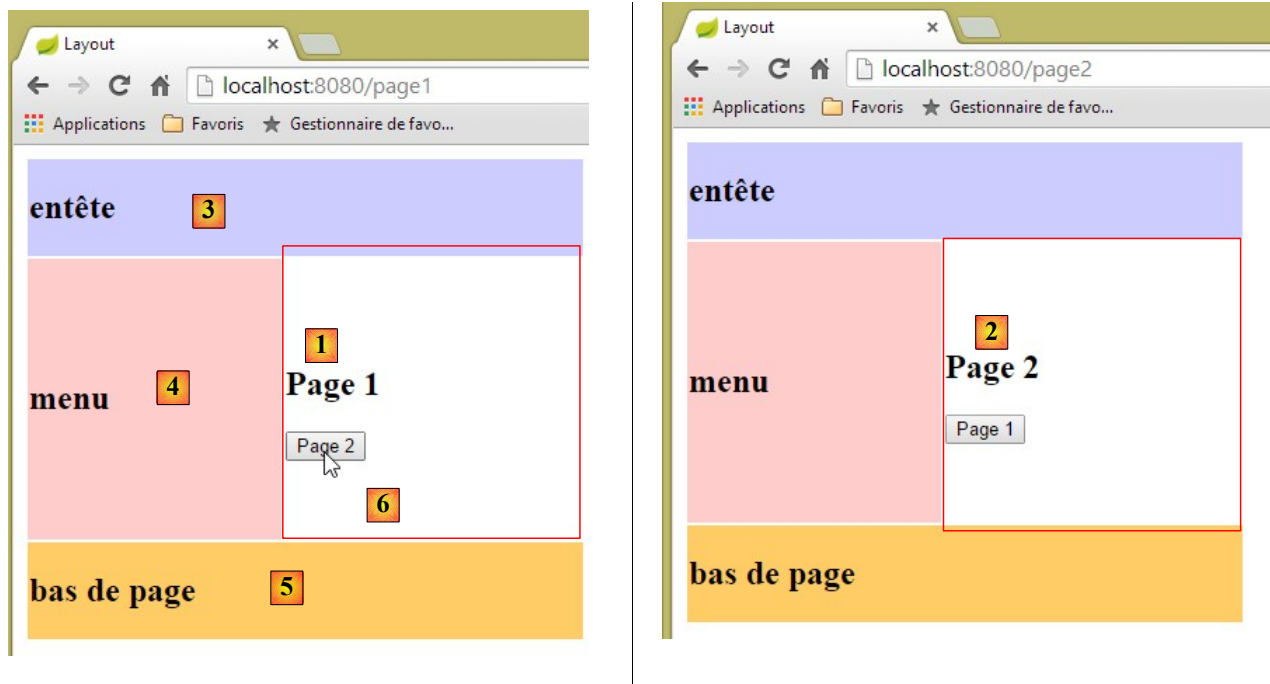 Layout
localhost:8080/page1
Applications Favoris Gestionnaire de favo...
entête
3
1
Page 1
menu
4
Page 2
6
bas de page
5
Layout
localhost:8080/page2
Applications Favoris Gestionnaire de favo...
entête
2
Page 2
menu
Page 1
bas de page